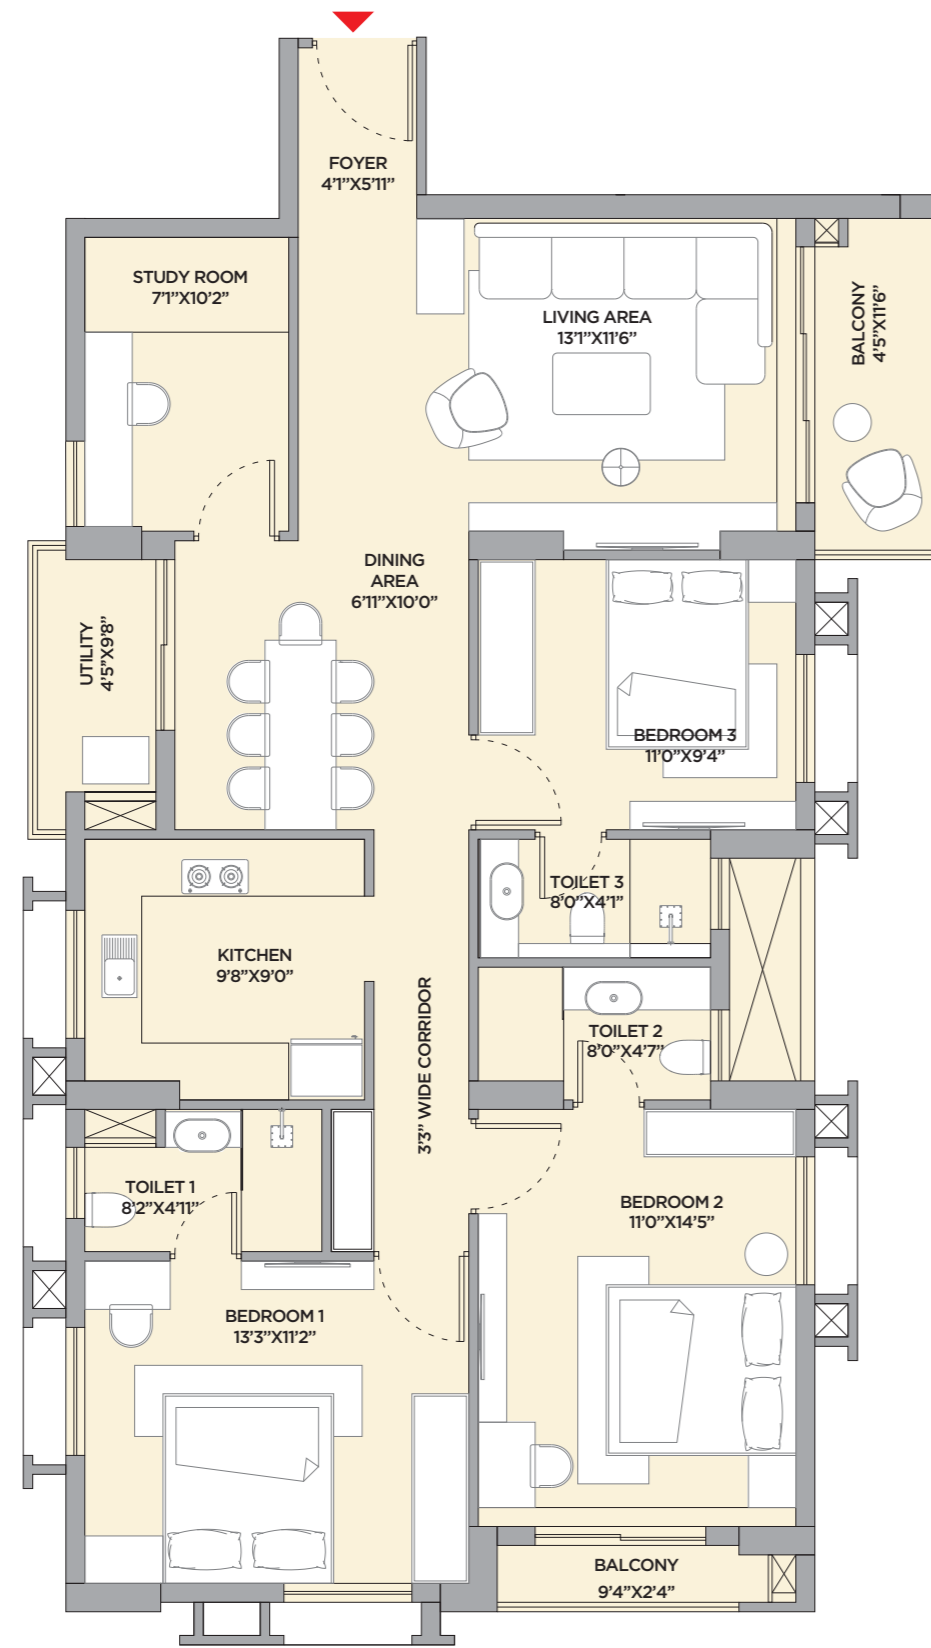 FOYER
4'1"X5'11"
STUDY ROOM
7'1"X10'2"
LIVING AREA
13'1"X11'6"
BALCONY
4'5"X11'6"
DINING
AREA
6'11"X10'0"
UTILITY
4'5"X9'8"
BEDROOM 3
11'0"X9'4"
TOILET 3
8'0"X4'1"
KITCHEN
9'8"X9'0"
3'3" WIDE CORRIDOR
TOILET 2
8'0"X4'7"
TOILET 1
8'2"X4'11"
BEDROOM 2
11'0"X14'5"
BEDROOM 1
13'3"X11'2"
BALCONY
9'4"X2'4"